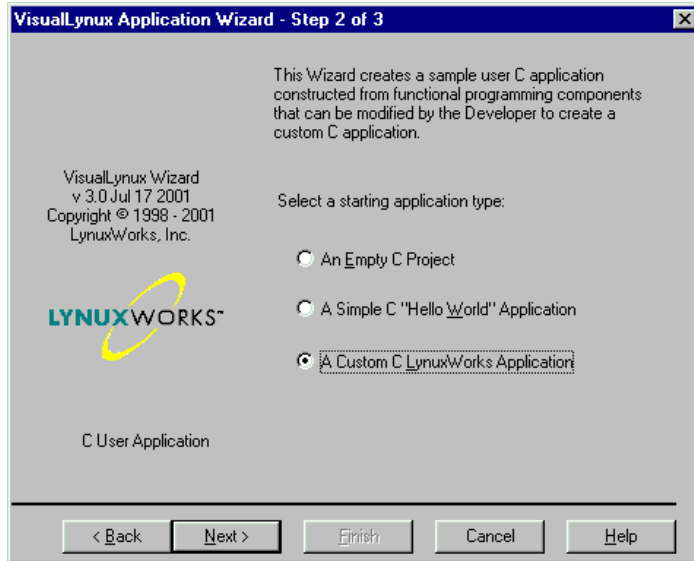 VisualLynux Application Wizard - Step 2 of 3
This Wizard creates a sample user C application
constructed from functional programming components
that can be modified by the Developer to create a
custom C application.
VisualLynux Wizard
v 3.0 Jul 17 2001
Copyright © 1998 - 2001
LynuxWorks, Inc.
Select a starting application type:
An Empty C Project
A Simple C "Hello World" Application
A Custom C LynuxWorks Application
LYNUXWORKS™
C User Application
< Back
Next >
Finish
Cancel
Help